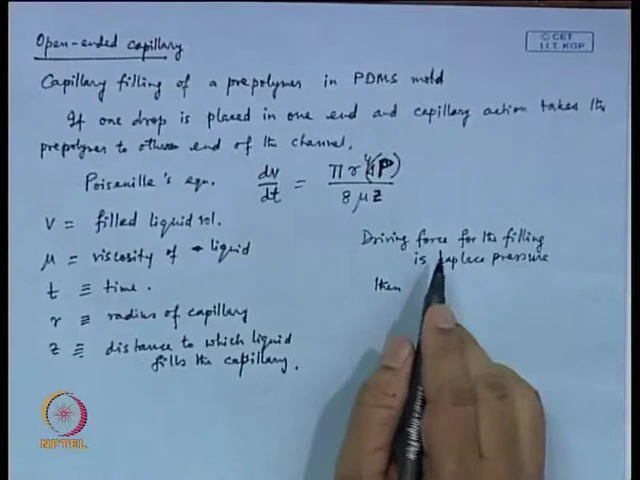 Open-ended capillary
© CET
I.I.T. KGP
Capillary filling of a prepolymer in PDMS mold
If one drop is placed in one end and capillary action takes the
prepolymer to other end of the channel.
Poiseuille's eqn. dv/dt = πr⁴(P)/8μz
V = filled liquid vol.
μ = viscosity of liquid
t ≡ time.
r ≡ radius of capillary
z ≡ distance to which liquid
fills the capillary.
Driving force for the filling
is Laplace pressure
then
NPTEL